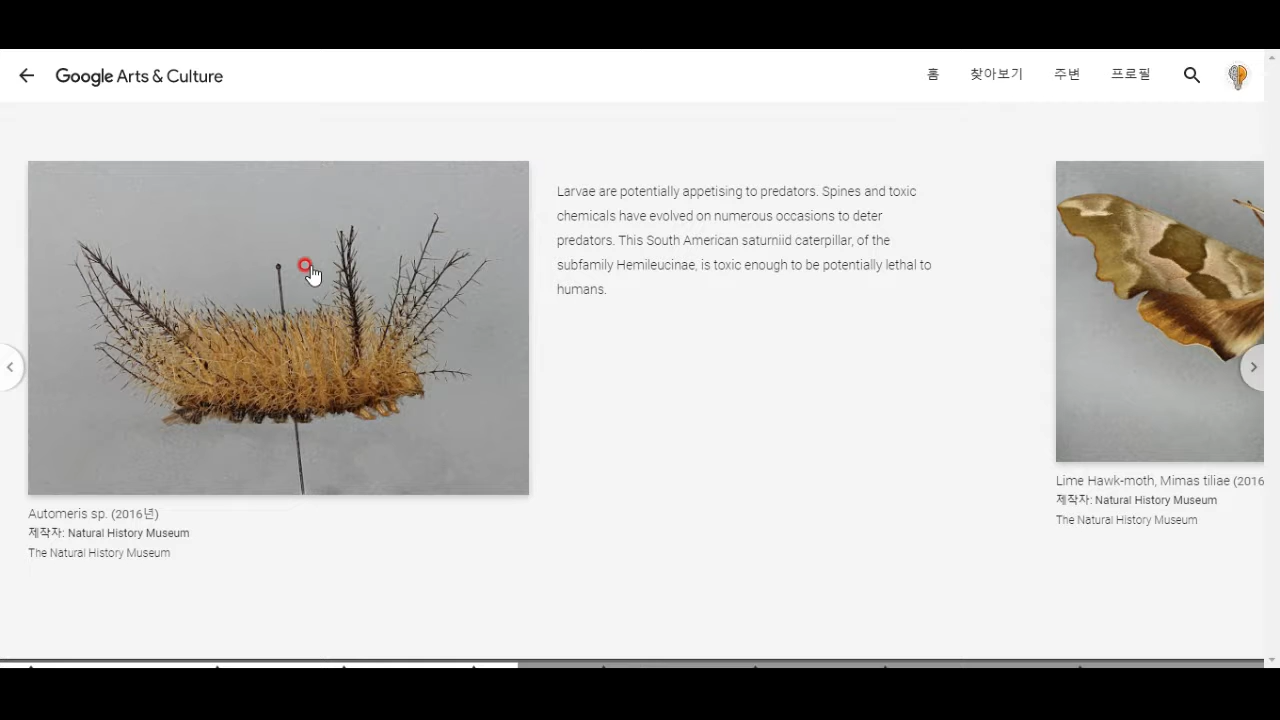 Google Arts & Culture
홈 찾아보기 주변 프로필
Larvae are potentially appetising to predators. Spines and toxic
chemicals have evolved on numerous occasions to deter
predators. This South American saturniid caterpillar, of the
subfamily Hemileucinae, is toxic enough to be potentially lethal to
humans.
Automeris sp. (2016년)
제작자: Natural History Museum
The Natural History Museum
Lime Hawk-moth, Mimas tiliae (2016
제작자: Natural History Museum
The Natural History Museum